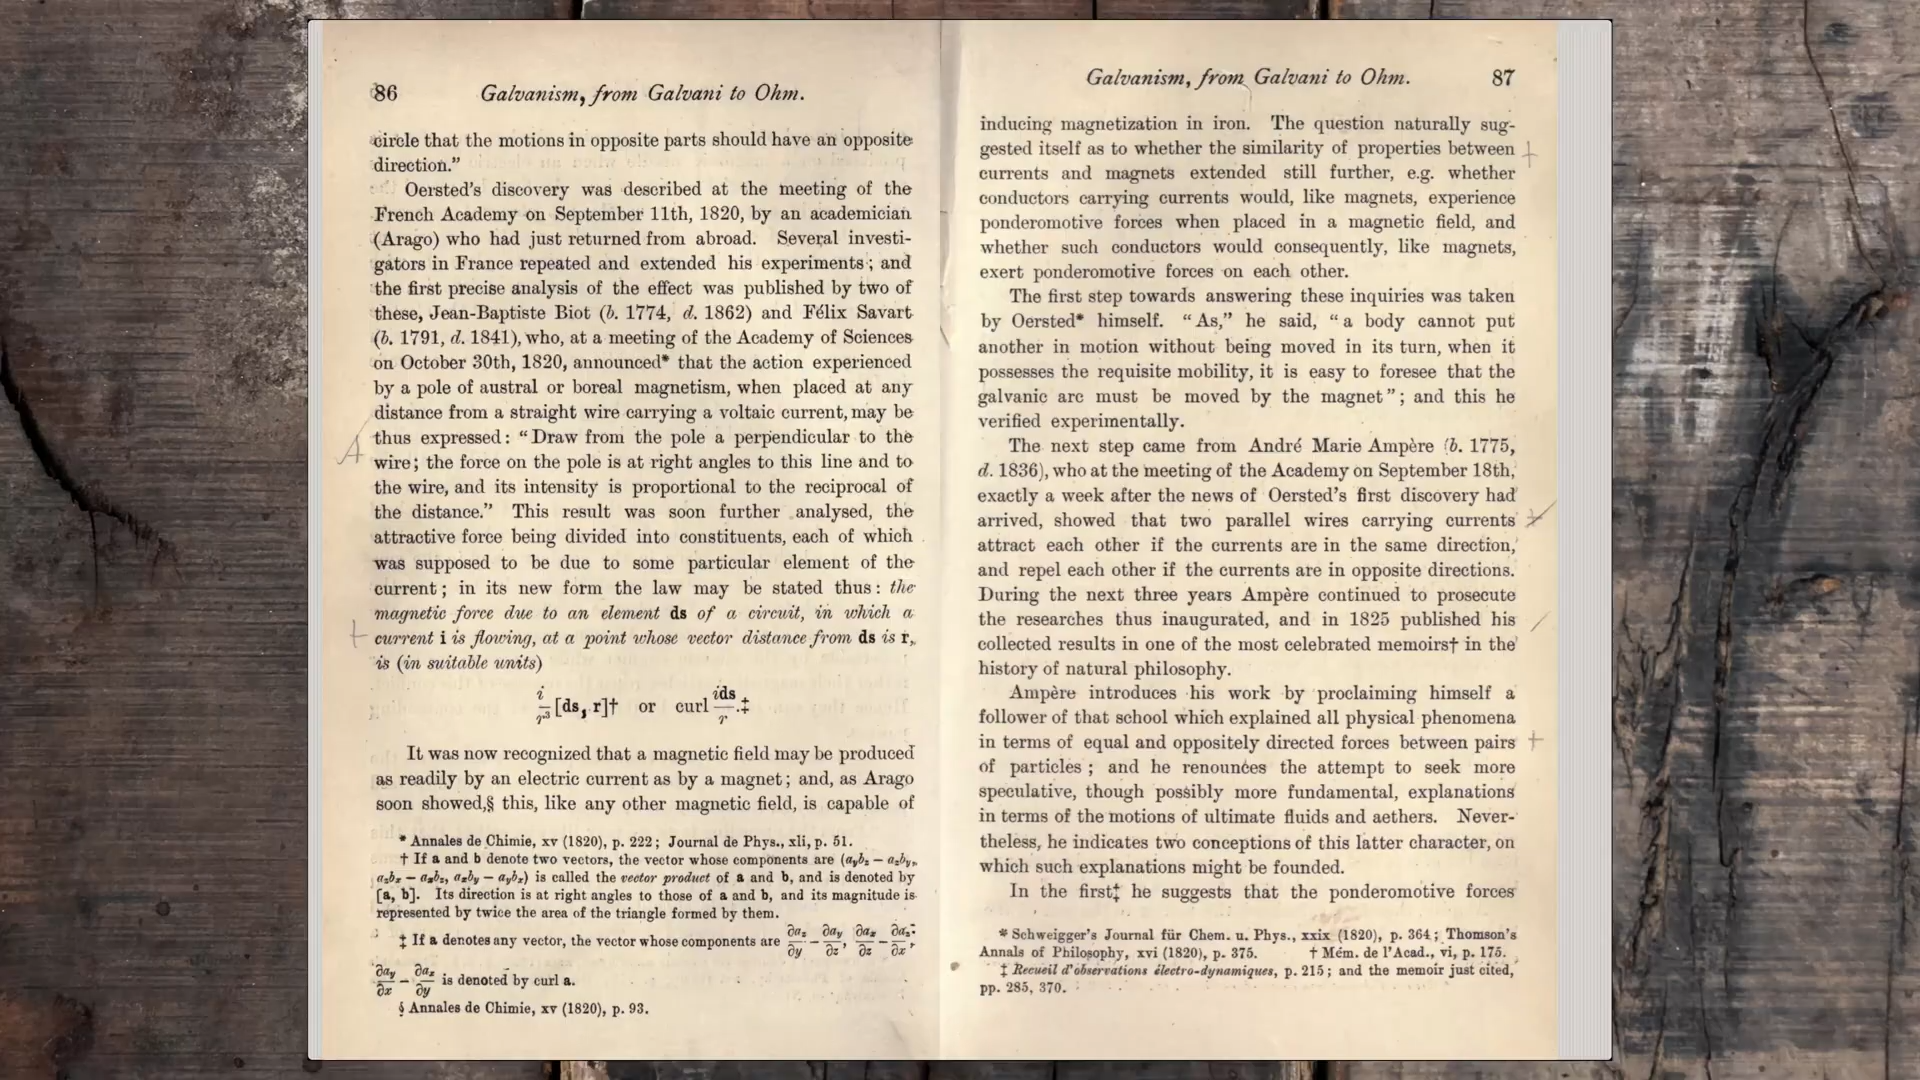 86 Galvanism, from Galvani to Ohm.
circle that the motions in opposite parts should have an opposite
direction.”
Oersted’s discovery was described at the meeting of the
French Academy on September 11th, 1820, by an academician
(Arago) who had just returned from abroad. Several investi-
gators in France repeated and extended his experiments; and
the first precise analysis of the effect was published by two of
these, Jean-Baptiste Biot (b. 1774, d. 1862) and Félix Savart
(b. 1791, d. 1841), who, at a meeting of the Academy of Sciences
on October 30th, 1820, announced* that the action experienced
by a pole of austral or boreal magnetism, when placed at any
distance from a straight wire carrying a voltaic current, may be
thus expressed: “Draw from the pole a perpendicular to the
wire; the force on the pole is at right angles to this line and to
the wire, and its intensity is proportional to the reciprocal of
the distance.” This result was soon further analysed, the
attractive force being divided into constituents, each of which
was supposed to be due to some particular element of the
current; in its new form the law may be stated thus: the
magnetic force due to an element ds of a circuit, in which a
current i is flowing, at a point whose vector distance from ds is r,
is (in suitable units)
i/r³ [ds, r]† or curl ids/r.‡
It was now recognized that a magnetic field may be produced
as readily by an electric current as by a magnet; and, as Arago
soon showed,§ this, like any other magnetic field, is capable of
* Annales de Chimie, xv (1820), p. 222; Journal de Phys., xli, p. 51.
† If a and b denote two vectors, the vector whose components are (a_yb_z − a_zb_y,
a_zb_x − a_xb_z, a_xb_y − a_yb_x) is called the vector product of a and b, and is denoted by
[a, b]. Its direction is at right angles to those of a and b, and its magnitude is
represented by twice the area of the triangle formed by them.
‡ If a denotes any vector, the vector whose components are ∂a_z/∂y − ∂a_y/∂z, ∂a_x/∂z − ∂a_z/∂x,
∂a_y/∂x − ∂a_x/∂y is denoted by curl a.
§ Annales de Chimie, xv (1820), p. 93.
Galvanism, from Galvani to Ohm. 87
inducing magnetization in iron. The question naturally sug-
gested itself as to whether the similarity of properties between
currents and magnets extended still further, e.g. whether
conductors carrying currents would, like magnets, experience
ponderomotive forces when placed in a magnetic field, and
whether such conductors would consequently, like magnets,
exert ponderomotive forces on each other.
The first step towards answering these inquiries was taken
by Oersted* himself. “As,” he said, “a body cannot put
another in motion without being moved in its turn, when it
possesses the requisite mobility, it is easy to foresee that the
galvanic arc must be moved by the magnet”; and this he
verified experimentally.
The next step came from André Marie Ampère (b. 1775,
d. 1836), who at the meeting of the Academy on September 18th,
exactly a week after the news of Oersted’s first discovery had
arrived, showed that two parallel wires carrying currents
attract each other if the currents are in the same direction,
and repel each other if the currents are in opposite directions.
During the next three years Ampère continued to prosecute
the researches thus inaugurated, and in 1825 published his
collected results in one of the most celebrated memoirs† in the
history of natural philosophy.
Ampère introduces his work by proclaiming himself a
follower of that school which explained all physical phenomena
in terms of equal and oppositely directed forces between pairs
of particles; and he renounces the attempt to seek more
speculative, though possibly more fundamental, explanations
in terms of the motions of ultimate fluids and aethers. Never-
theless, he indicates two conceptions of this latter character, on
which such explanations might be founded.
In the first‡ he suggests that the ponderomotive forces
* Schweigger’s Journal für Chem. u. Phys., xxix (1820), p. 364; Thomson’s
Annals of Philosophy, xvi (1820), p. 375. † Mém. de l’Acad., vi, p. 175.
‡ Recueil d’observations électro-dynamiques, p. 215; and the memoir just cited,
pp. 285, 370.